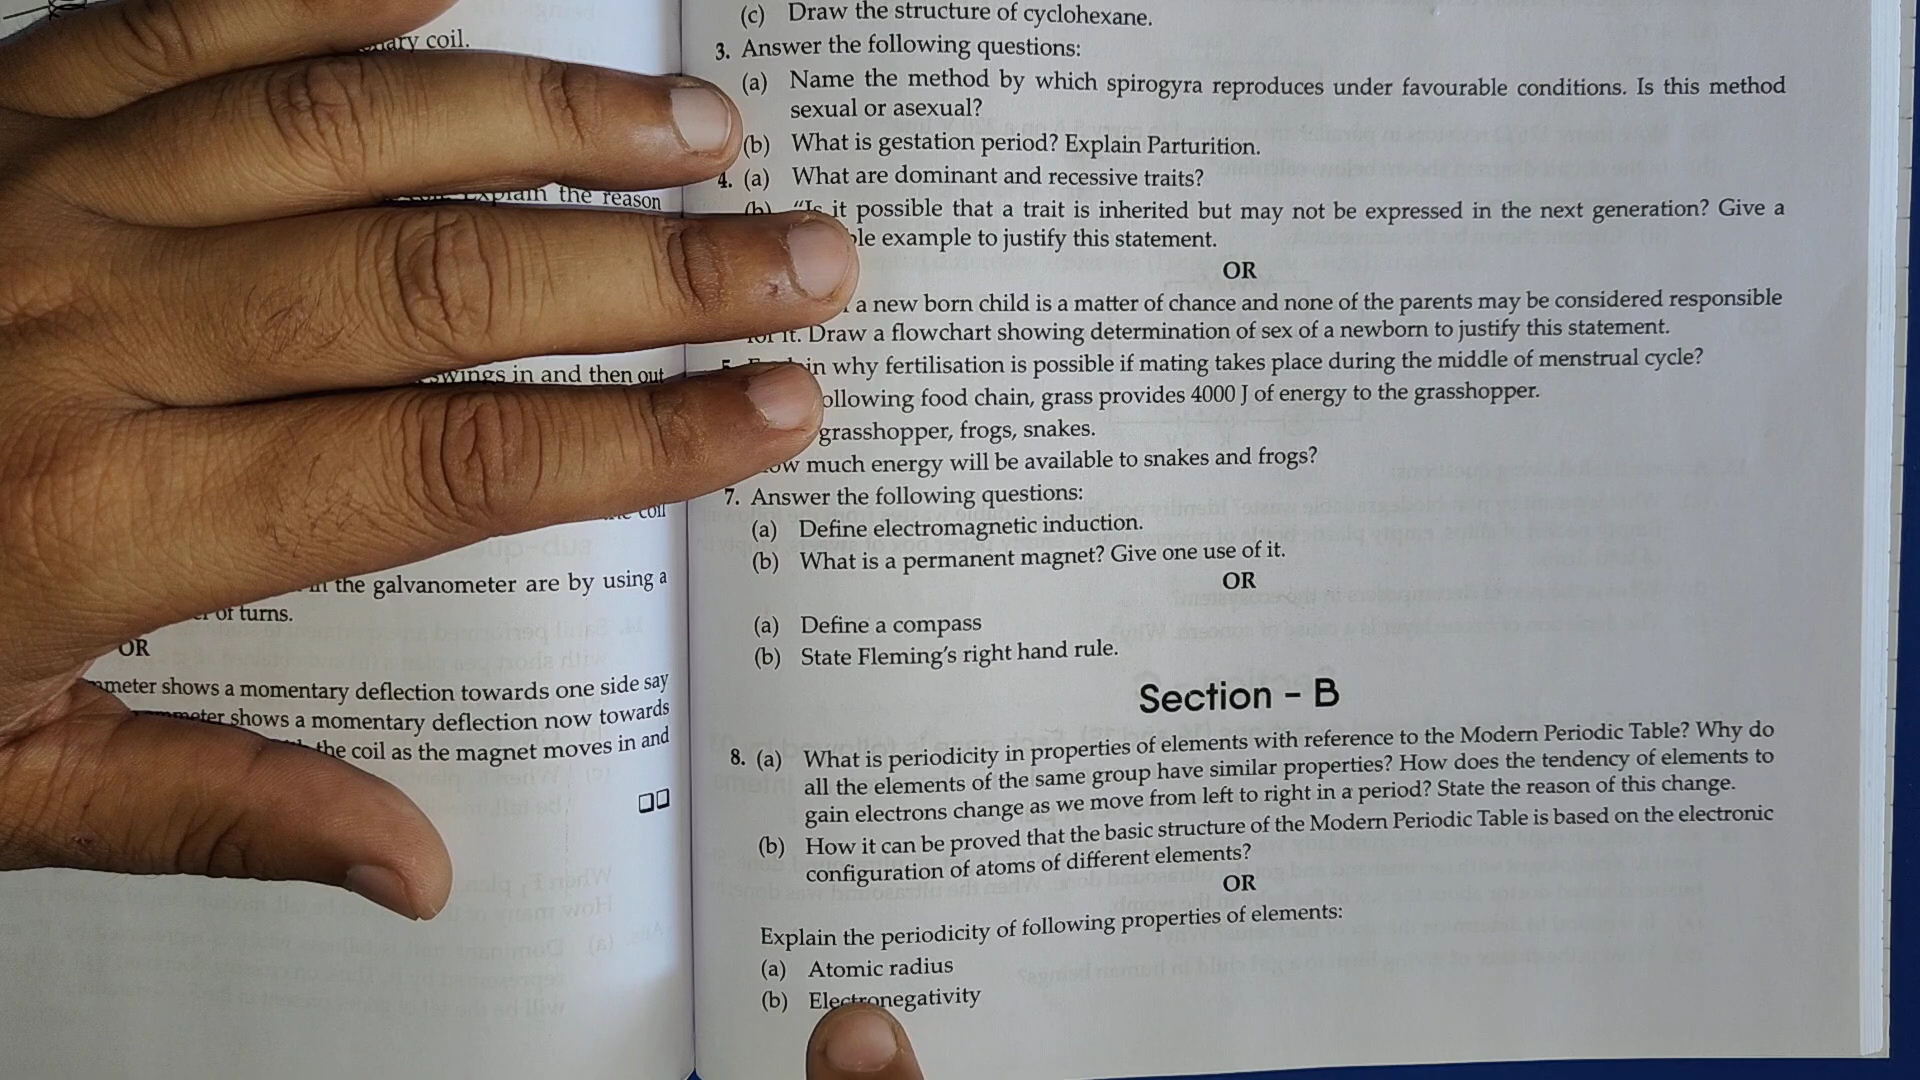 ary coil.
the reason
swings in and then out
coil
the galvanometer are by using a
of turns.
OR
meter shows a momentary deflection towards one side say
meter shows a momentary deflection now towards
the coil as the magnet moves in and
(c) Draw the structure of cyclohexane.
3. Answer the following questions:
(a) Name the method by which spirogyra reproduces under favourable conditions. Is this method
sexual or asexual?
(b) What is gestation period? Explain Parturition.
4. (a) What are dominant and recessive traits?
(b) "Is it possible that a trait is inherited but may not be expressed in the next generation? Give a
ble example to justify this statement.
OR
a new born child is a matter of chance and none of the parents may be considered responsible
for it. Draw a flowchart showing determination of sex of a newborn to justify this statement.
5. in why fertilisation is possible if mating takes place during the middle of menstrual cycle?
ollowing food chain, grass provides 4000 J of energy to the grasshopper.
grasshopper, frogs, snakes.
ow much energy will be available to snakes and frogs?
7. Answer the following questions:
(a) Define electromagnetic induction.
(b) What is a permanent magnet? Give one use of it.
OR
(a) Define a compass
(b) State Fleming's right hand rule.
Section - B
8. (a) What is periodicity in properties of elements with reference to the Modern Periodic Table? Why do
all the elements of the same group have similar properties? How does the tendency of elements to
gain electrons change as we move from left to right in a period? State the reason of this change.
(b) How it can be proved that the basic structure of the Modern Periodic Table is based on the electronic
configuration of atoms of different elements?
OR
Explain the periodicity of following properties of elements:
(a) Atomic radius
(b) Electronegativity